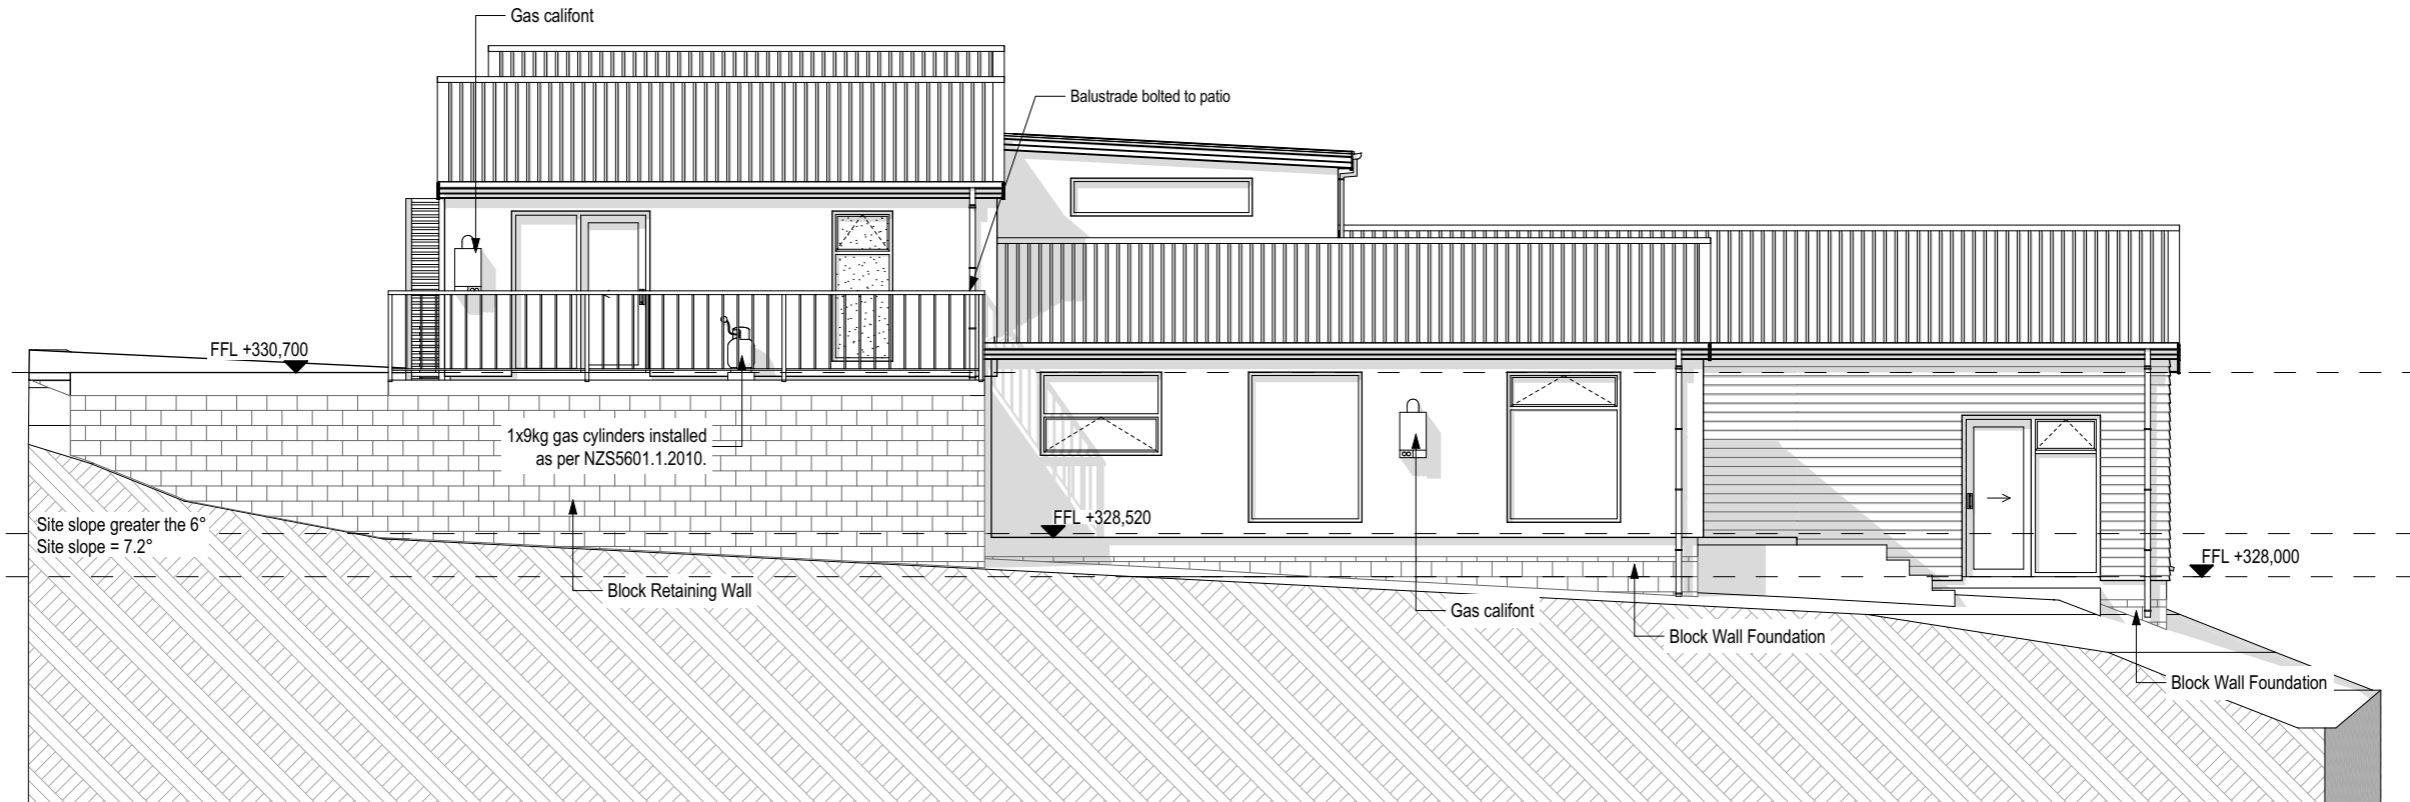 Gas califont
Balustrade bolted to patio
FFL +330,700
1x9kg gas cylinders installed
as per NZS5601.1.2010.
Site slope greater the 6°
Site slope = 7.2°
FFL +328,520
FFL +328,000
Block Retaining Wall
Gas califont
Block Wall Foundation
Block Wall Foundation